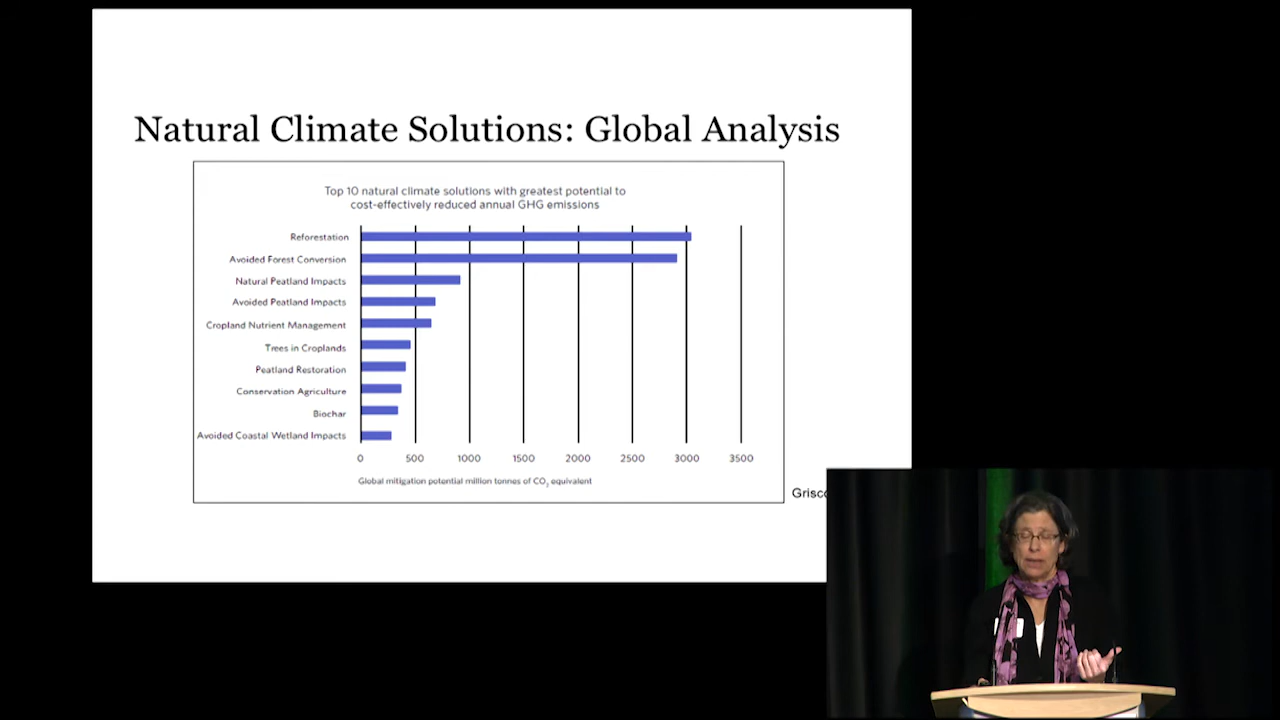 Natural Climate Solutions: Global Analysis
Top 10 natural climate solutions with greatest potential to
cost-effectively reduced annual GHG emissions
Reforestation
Avoided Forest Conversion
Natural Peatland Impacts
Avoided Peatland Impacts
Cropland Nutrient Management
Trees in Croplands
Peatland Restoration
Conservation Agriculture
Biochar
Avoided Coastal Wetland Impacts
0 500 1000 1500 2000 2500 3000 3500
Global mitigation potential million tonnes of CO₂ equivalent